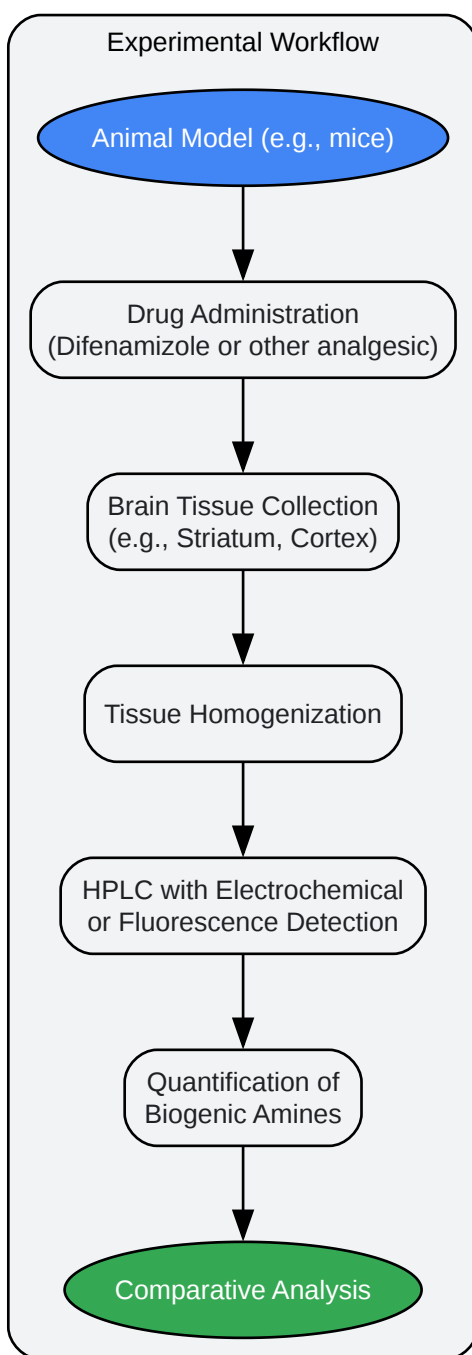 Experimental Workflow
Animal Model (e.g., mice)
Drug Administration
(Difenamizole or other analgesic)
Brain Tissue Collection
(e.g., Striatum, Cortex)
Tissue Homogenization
HPLC with Electrochemical
or Fluorescence Detection
Quantification of
Biogenic Amines
Comparative Analysis